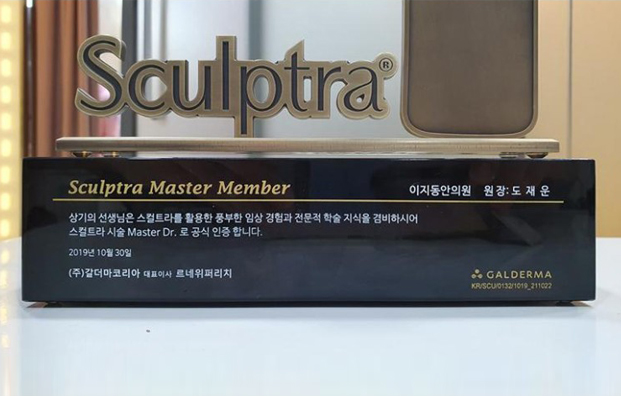 Sculptra®
Sculptra Master Member 이지동안의원 원장: 도 재 운
상기의 선생님은 스컬트라를 활용한 풍부한 임상 경험과 전문적 학술 지식을 겸비하시어
스컬트라 시술 Master Dr. 로 공식 인증 합니다.
2019년 10월 30일
(주)갈더마코리아 대표이사 르네위퍼리치
GALDERMA
KR/SCU/0132/1019_211022